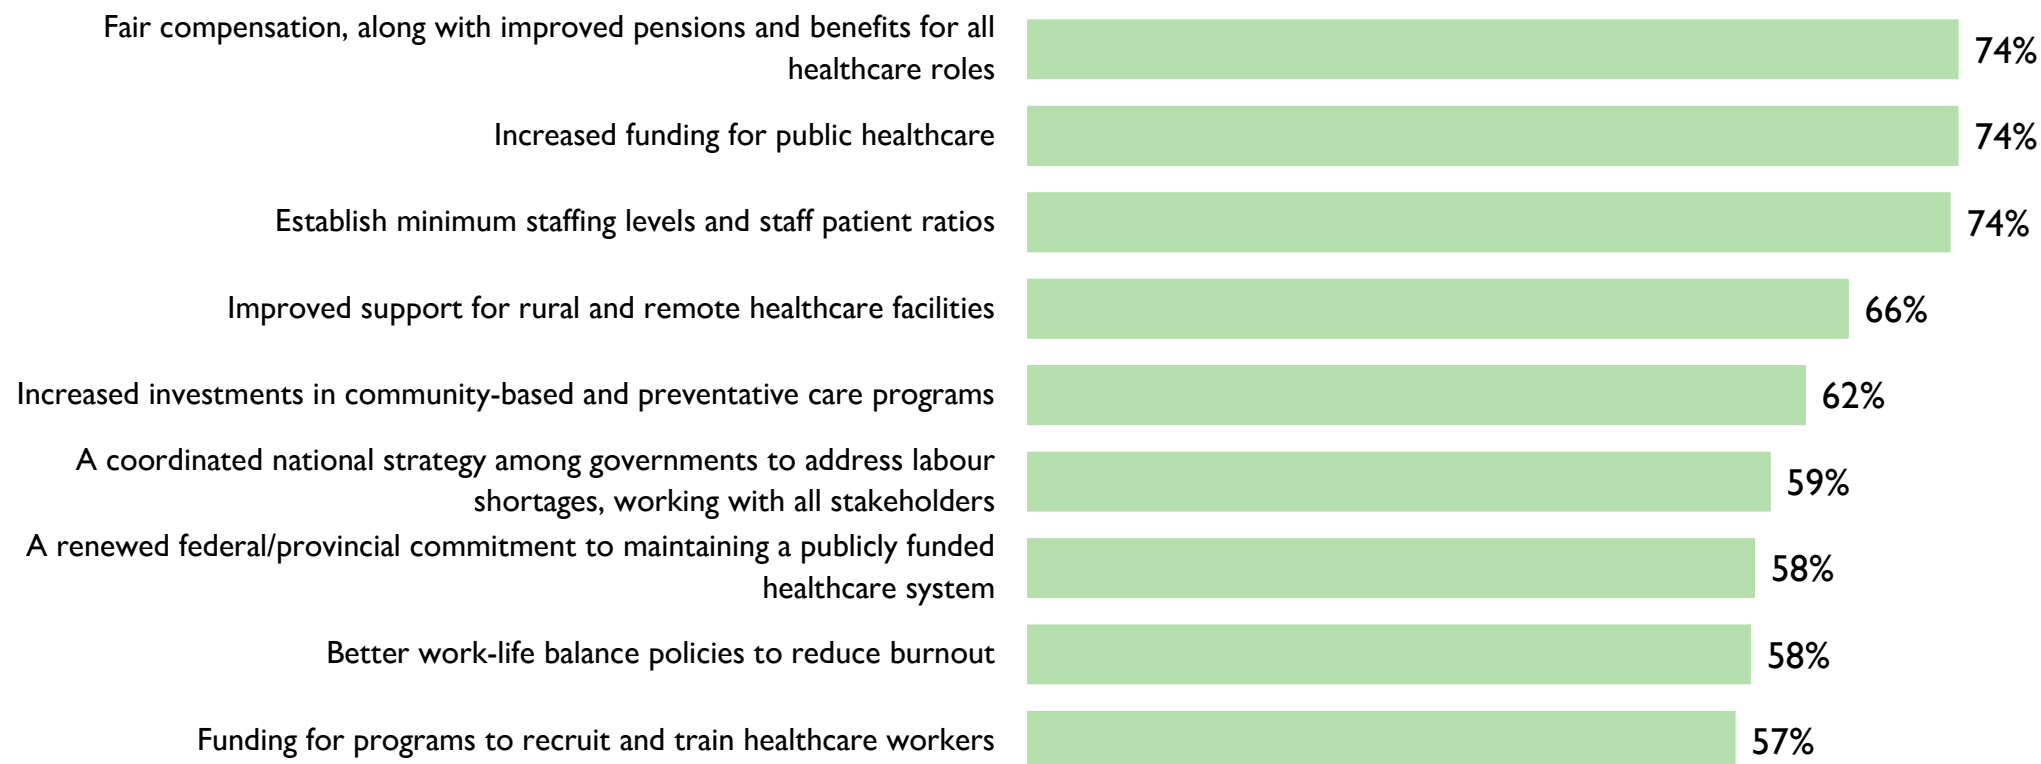 Fair compensation, along with improved pensions and benefits for all
healthcare roles
74%
Increased funding for public healthcare
74%
Establish minimum staffing levels and staff patient ratios
74%
Improved support for rural and remote healthcare facilities
66%
Increased investments in community-based and preventative care programs
62%
A coordinated national strategy among governments to address labour
shortages, working with all stakeholders
59%
A renewed federal/provincial commitment to maintaining a publicly funded
healthcare system
58%
Better work-life balance policies to reduce burnout
58%
Funding for programs to recruit and train healthcare workers
57%